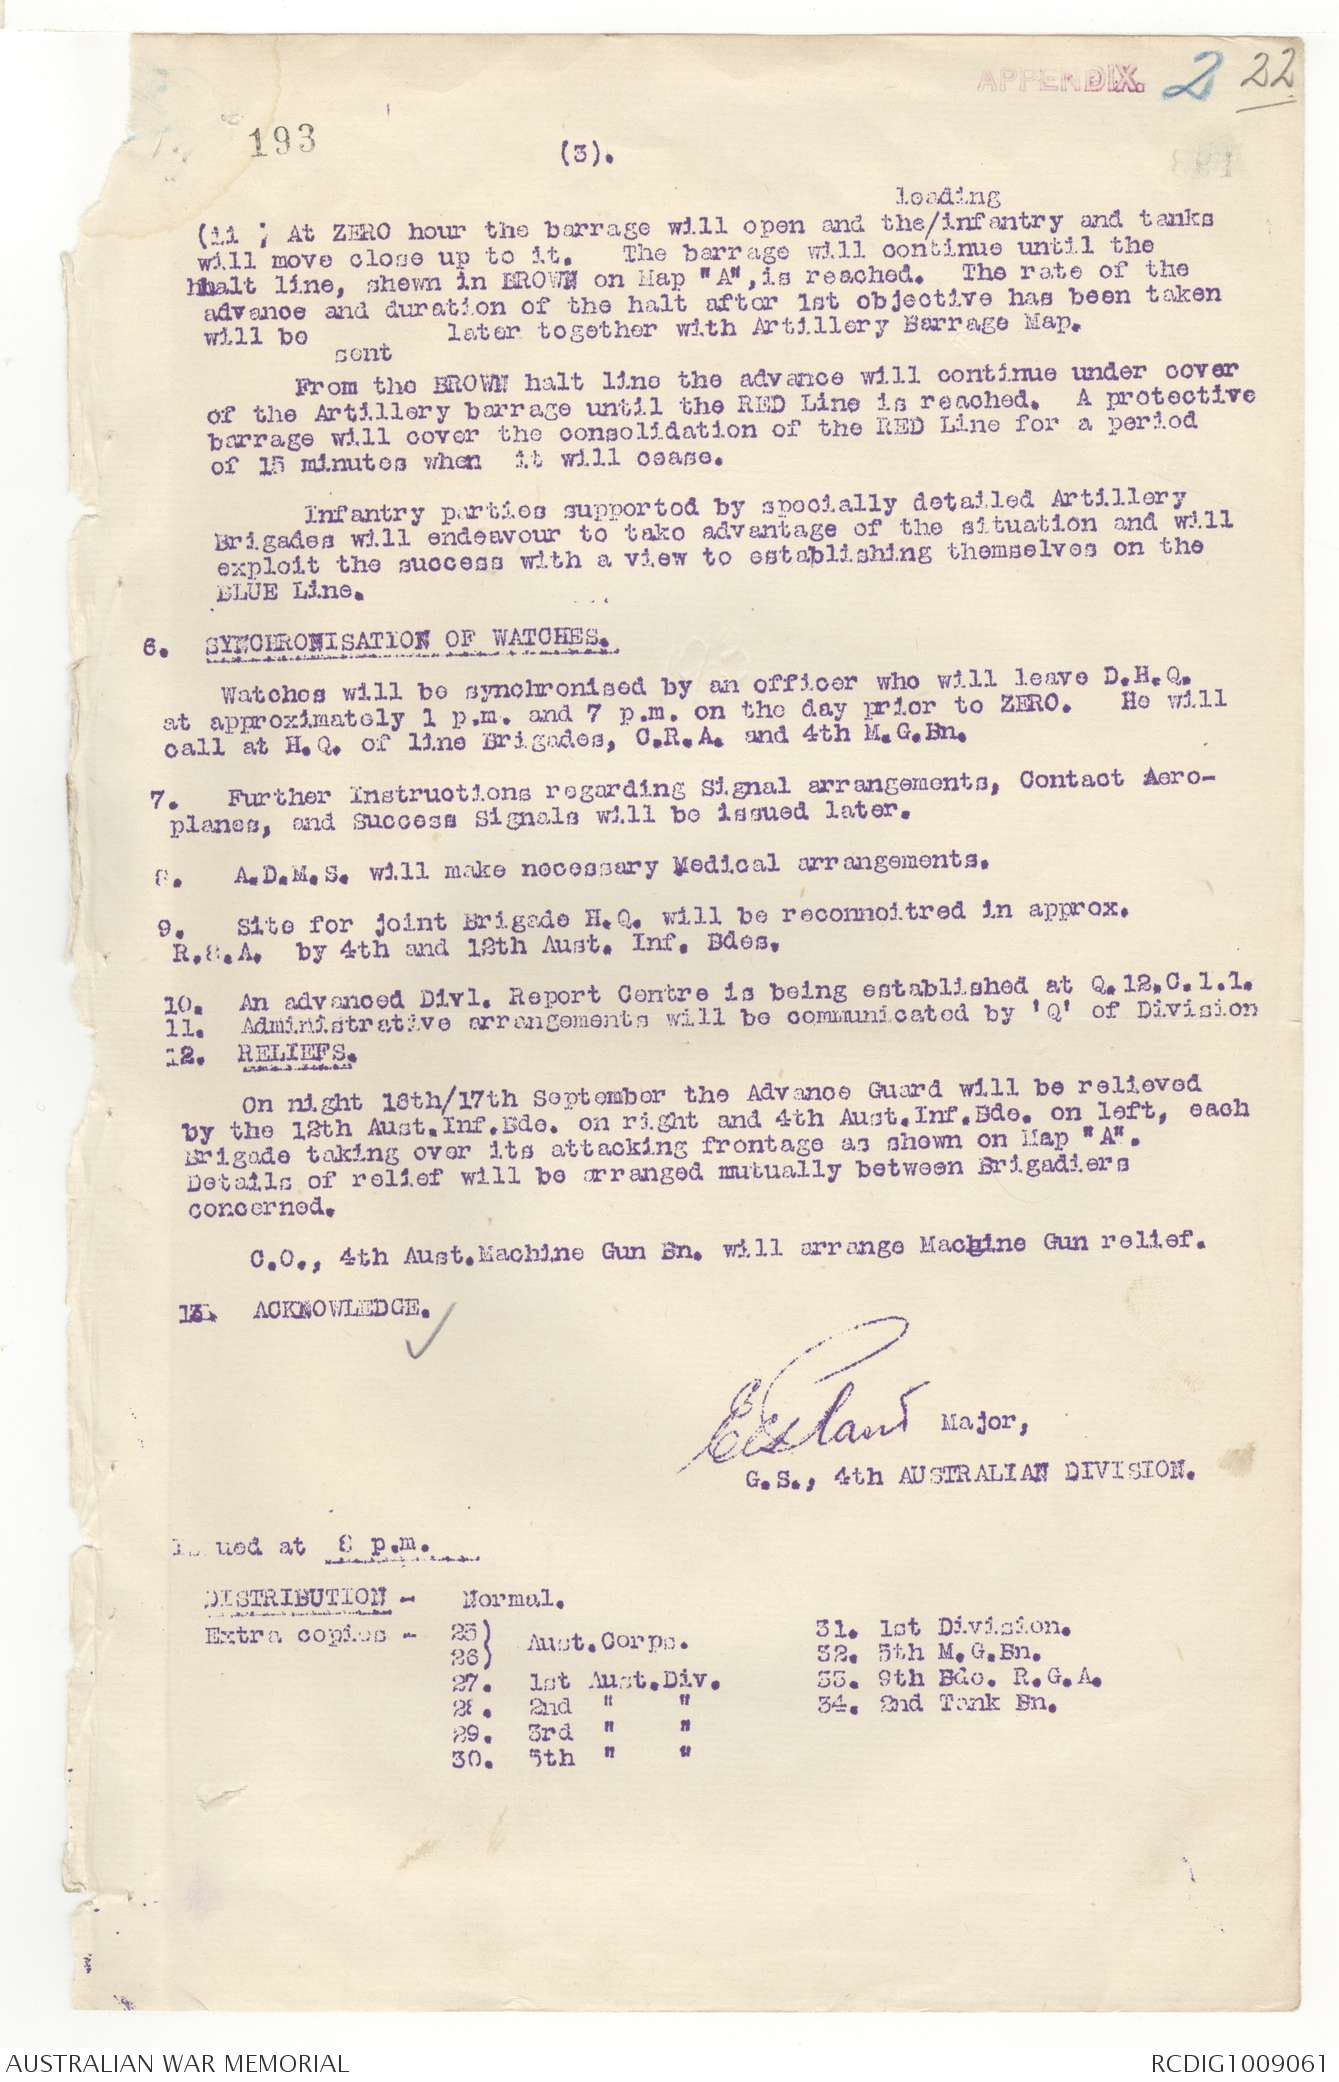 APPENDIX. 2 22
193
(3).
leading
(ii) At ZERO hour the barrage will open and the/infantry and tanks
will move close up to it. The barrage will continue until the
halt line, shewn in BROWN on Map "A", is reached. The rate of the
advance and duration of the halt after 1st objective has been taken
will be later together with Artillery Barrage Map.
sent
From the BROWN halt line the advance will continue under cover
of the Artillery barrage until the RED Line is reached. A protective
barrage will cover the consolidation of the RED Line for a period
of 15 minutes when it will cease.
Infantry parties supported by specially detailed Artillery
Brigades will endeavour to take advantage of the situation and will
exploit the success with a view to establishing themselves on the
BLUE Line.
6. SYNCHRONISATION OF WATCHES.
Watches will be synchronised by an officer who will leave D.H.Q.
at approximately 1 p.m. and 7 p.m. on the day prior to ZERO. He will
call at H.Q. of line Brigades, C.R.A. and 4th M.G.Bn.
7. Further Instructions regarding Signal arrangements, Contact Aero-
planes, and Success Signals will be issued later.
8. A.D.M.S. will make necessary Medical arrangements.
9. Site for joint Brigade H.Q. will be reconnoitred in approx.
R.8.A. by 4th and 12th Aust. Inf. Bdes.
10. An advanced Divl. Report Centre is being established at Q.12.C.1.1.
11. Administrative arrangements will be communicated by 'Q' of Division
12. RELIEFS.
On night 16th/17th September the Advance Guard will be relieved
by the 12th Aust.Inf.Bde. on right and 4th Aust.Inf.Bde. on left, each
Brigade taking over its attacking frontage as shewn on Map "A".
Details of relief will be arranged mutually between Brigadiers
concerned.
C.O., 4th Aust.Machine Gun Bn. will arrange Machine Gun relief.
13. ACKNOWLEDGE.
Major,
G.S., 4th AUSTRALIAN DIVISION.
Issued at 8 p.m.
DISTRIBUTION - Normal.
Extra copies - 25) 31. 1st Division.
26) Aust.Corps. 32. 5th M.G.Bn.
27. 1st Aust.Div. 33. 9th Bde. R.G.A.
28. 2nd " " 34. 2nd Tank Bn.
29. 3rd " "
30. 5th " "
AUSTRALIAN WAR MEMORIAL RCDIG1009061